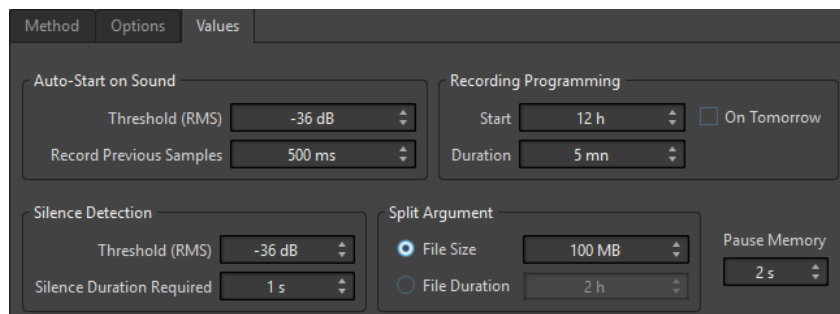 Method Options Values
Auto-Start on Sound
Threshold (RMS) -36 dB
Record Previous Samples 500 ms
Recording Programming
Start 12 h On Tomorrow
Duration 5 mn
Silence Detection
Threshold (RMS) -36 dB
Silence Duration Required 1 s
Split Argument
File Size 100 MB
File Duration 2 h
Pause Memory
2 s